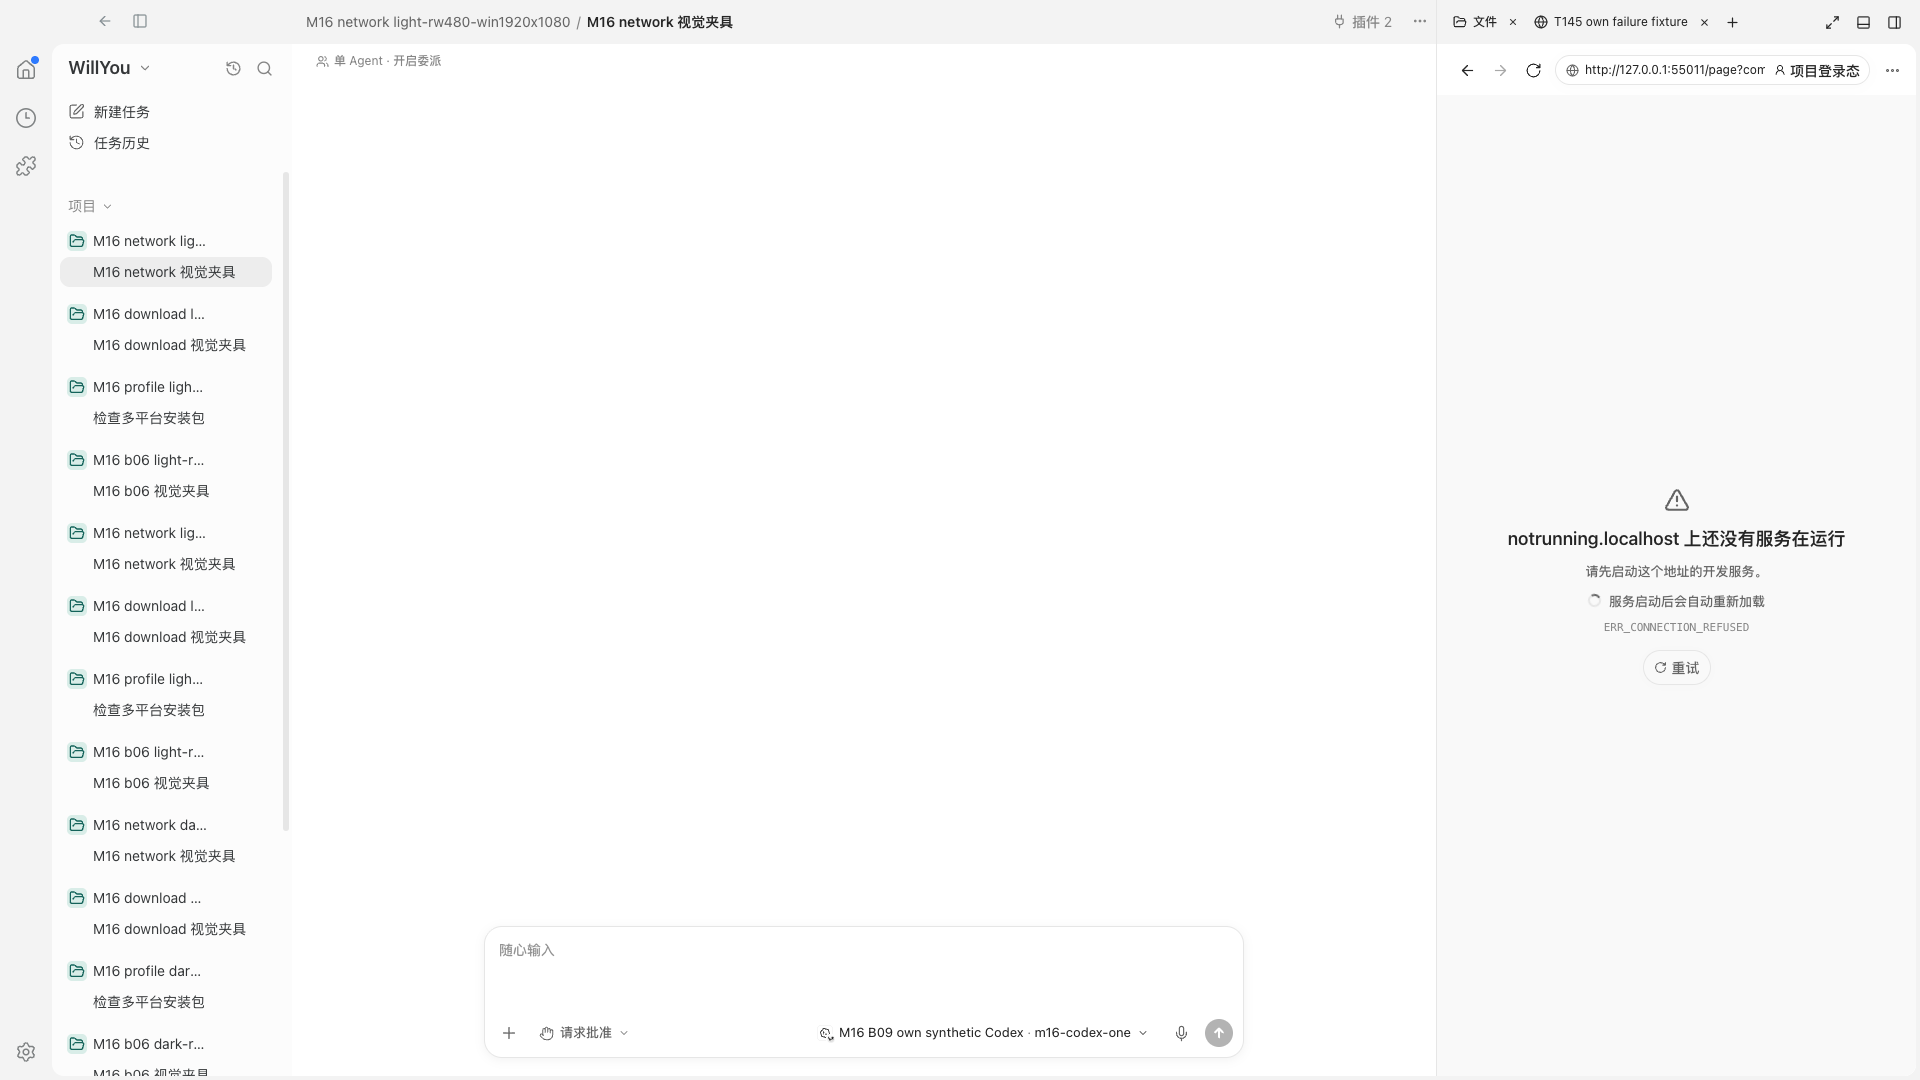 M16 network light-rw480-win1920x1080 / M16 network 视觉夹具
插件 2
文件
T145 own failure fixture
WillYou
新建任务
任务历史
项目
M16 network lig...
M16 network 视觉夹具
M16 download l...
M16 download 视觉夹具
M16 profile ligh...
检查多平台安装包
M16 b06 light-r...
M16 b06 视觉夹具
M16 network lig...
M16 network 视觉夹具
M16 download l...
M16 download 视觉夹具
M16 profile ligh...
检查多平台安装包
M16 b06 light-r...
M16 b06 视觉夹具
M16 network da...
M16 network 视觉夹具
M16 download ...
M16 download 视觉夹具
M16 profile dar...
检查多平台安装包
M16 b06 dark-r...
M16 b06 视觉夹具
单 Agent · 开启委派
随心输入
请求批准
M16 B09 own synthetic Codex · m16-codex-one
http://127.0.0.1:55011/page?com
项目登录态
notrunning.localhost 上还没有服务在运行
请先启动这个地址的开发服务。
服务启动后会自动重新加载
ERR_CONNECTION_REFUSED
重试